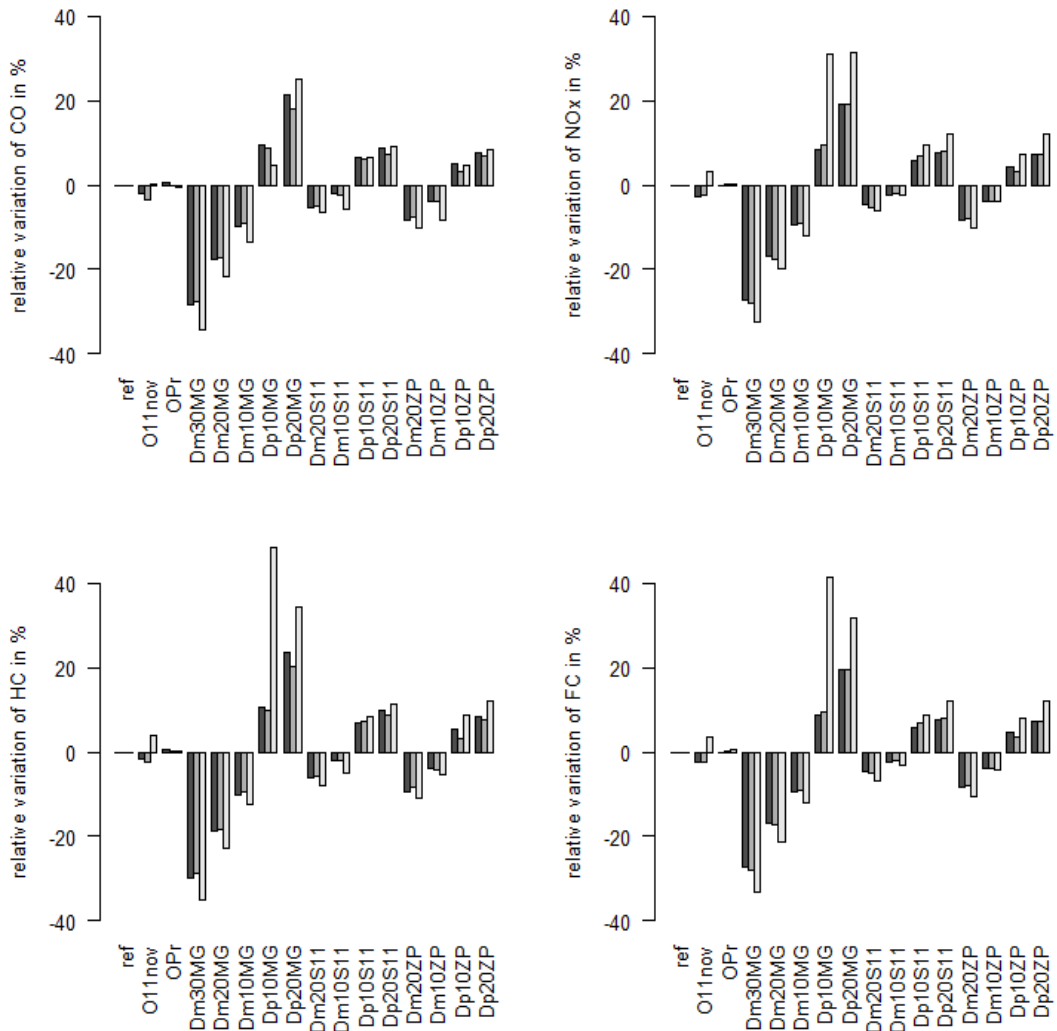 relative variation of CO in %
40
20
0
-20
-40
ref
O11nov
OPr
Dm30MG
Dm20MG
Dm10MG
Dp10MG
Dp20MG
Dm20S11
Dm10S11
Dp10S11
Dp20S11
Dm20ZP
Dm10ZP
Dp10ZP
Dp20ZP
relative variation of NOx in %
40
20
0
-20
-40
ref
O11nov
OPr
Dm30MG
Dm20MG
Dm10MG
Dp10MG
Dp20MG
Dm20S11
Dm10S11
Dp10S11
Dp20S11
Dm20ZP
Dm10ZP
Dp10ZP
Dp20ZP
relative variation of HC in %
40
20
0
-20
-40
ref
O11nov
OPr
Dm30MG
Dm20MG
Dm10MG
Dp10MG
Dp20MG
Dm20S11
Dm10S11
Dp10S11
Dp20S11
Dm20ZP
Dm10ZP
Dp10ZP
Dp20ZP
relative variation of FC in %
40
20
0
-20
-40
ref
O11nov
OPr
Dm30MG
Dm20MG
Dm10MG
Dp10MG
Dp20MG
Dm20S11
Dm10S11
Dp10S11
Dp20S11
Dm20ZP
Dm10ZP
Dp10ZP
Dp20ZP